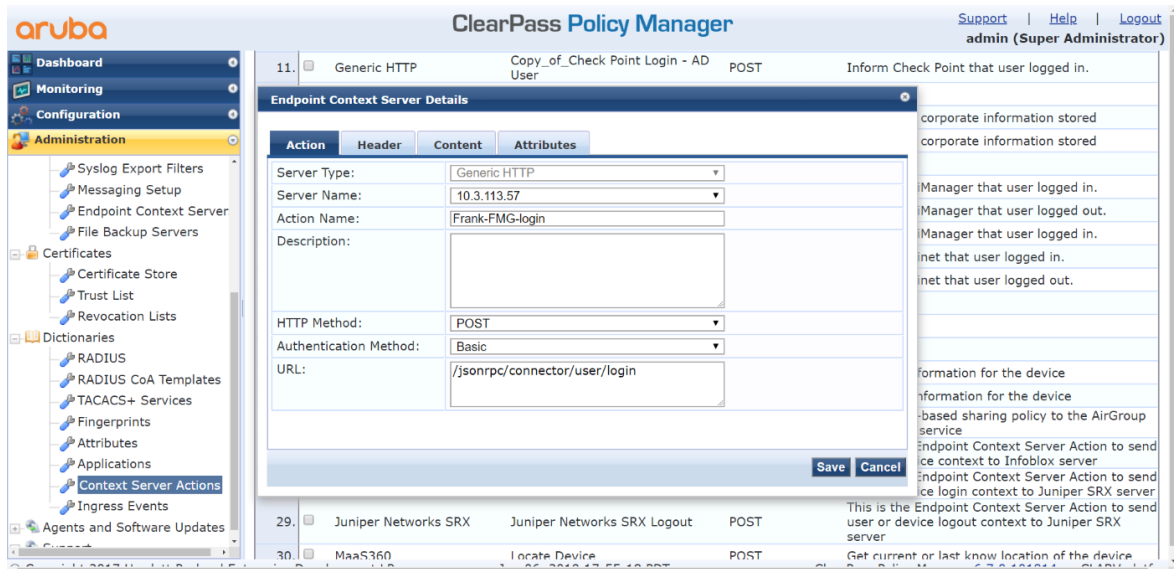 aruba
ClearPass Policy Manager
Support | Help | Logout
admin (Super Administrator)
Dashboard
Monitoring
Configuration
Administration
Syslog Export Filters
Messaging Setup
Endpoint Context Server
File Backup Servers
Certificates
Certificate Store
Trust List
Revocation Lists
Dictionaries
RADIUS
RADIUS CoA Templates
TACACS+ Services
Fingerprints
Attributes
Applications
Context Server Actions
Ingress Events
Agents and Software Updates
11. Generic HTTP Copy_of_Check Point Login - AD User POST Inform Check Point that user logged in.
Endpoint Context Server Details
Action Header Content Attributes
Server Type: Generic HTTP
Server Name: 10.3.113.57
Action Name: Frank-FMG-login
Description:
HTTP Method: POST
Authentication Method: Basic
URL: /jsonrpc/connector/user/login
Save Cancel
corporate information stored
corporate information stored
iManager that user logged in.
iManager that user logged out.
iManager that user logged in.
inet that user logged in.
inet that user logged out.
formation for the device
nformation for the device
-based sharing policy to the AirGroup
service
Endpoint Context Server Action to send
ice context to Infoblox server
Endpoint Context Server Action to send
ice login context to Juniper SRX server
29. Juniper Networks SRX Juniper Networks SRX Logout POST This is the Endpoint Context Server Action to send
user or device logout context to Juniper SRX
server
30. MaaS360 Locate Device POST Get current or last know location of the device